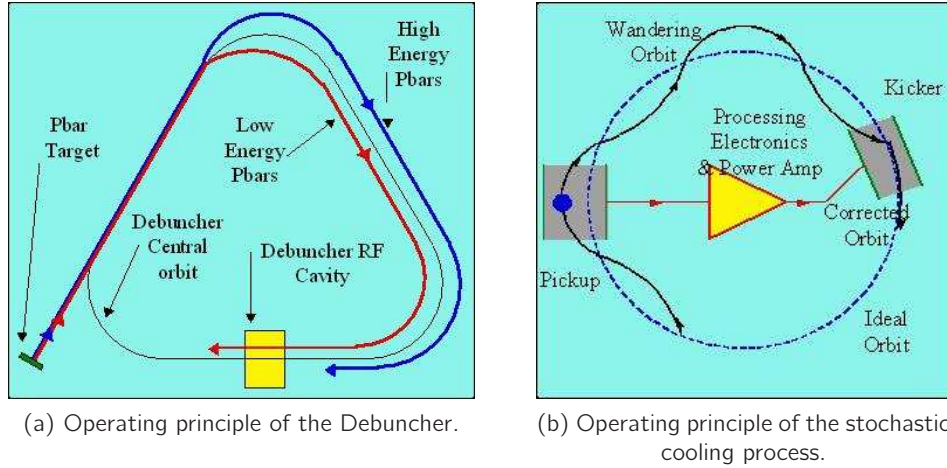 High
Energy
Pbars
Pbar
Target
Low
Energy
Pbars
Debuncher
Central
orbit
Debuncher RF
Cavity
(a) Operating principle of the Debuncher.
Wandering
Orbit
Kicker
Processing
Electronics
& Power Amp
Corrected
Orbit
Pickup
Ideal
Orbit
(b) Operating principle of the stochastic
cooling process.